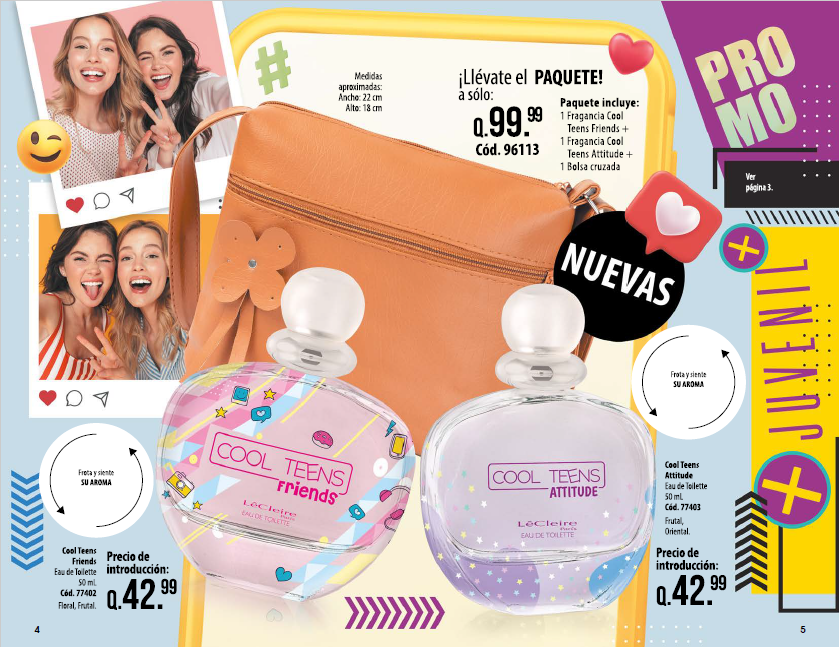 #
Medidas
aproximadas:
Ancho: 22 cm
Alto: 18 cm
¡Llévate el PAQUETE!
a sólo:
Q.99.99
Cód. 96113
Paquete incluye:
1 Fragancia Cool
Teens Friends +
1 Fragancia Cool
Teens Attitude +
1 Bolsa cruzada
PRO
MO
Ver
página 3.
NUEVAS
JUVENIL
Frota y siente
SU AROMA
COOL TEENS
Friends
LéCleire
Paris
EAU DE TOILETTE
COOL TEENS
ATTITUDE
LéCleire
Paris
EAU DE TOILETTE
Frota y siente
SU AROMA
Cool Teens
Friends
Eau de Toilette
50 ml.
Cód. 77402
Floral, Frutal.
Precio de
introducción:
Q.42.99
Cool Teens
Attitude
Eau de Toilette
50 ml.
Cód. 77403
Frutal,
Oriental.
Precio de
introducción:
Q.42.99
4
5